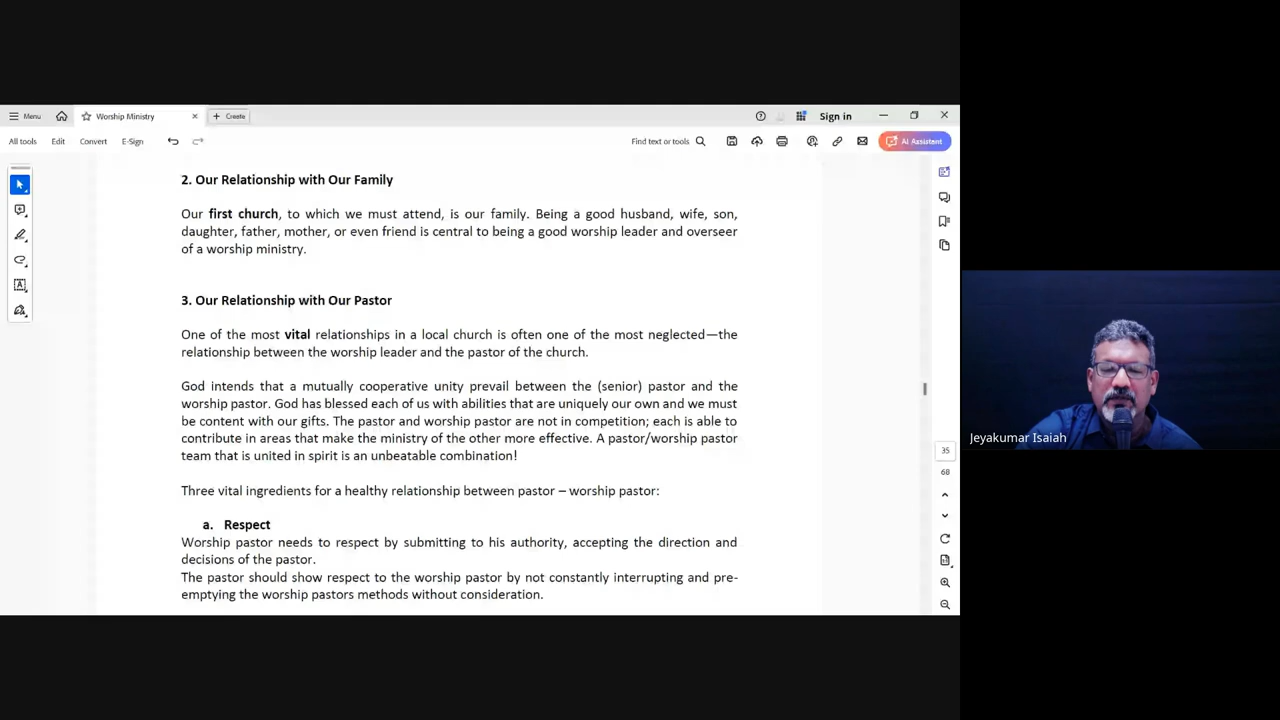 Menu
Worship Ministry
Create
Sign in
All tools
Edit
Convert
E-Sign
Find text or tools
AI Assistant
2. Our Relationship with Our Family
Our first church, to which we must attend, is our family. Being a good husband, wife, son,
daughter, father, mother, or even friend is central to being a good worship leader and overseer
of a worship ministry.
3. Our Relationship with Our Pastor
One of the most vital relationships in a local church is often one of the most neglected—the
relationship between the worship leader and the pastor of the church.
God intends that a mutually cooperative unity prevail between the (senior) pastor and the
worship pastor. God has blessed each of us with abilities that are uniquely our own and we must
be content with our gifts. The pastor and worship pastor are not in competition; each is able to
contribute in areas that make the ministry of the other more effective. A pastor/worship pastor
team that is united in spirit is an unbeatable combination!
Three vital ingredients for a healthy relationship between pastor – worship pastor:
a. Respect
Worship pastor needs to respect by submitting to his authority, accepting the direction and
decisions of the pastor.
The pastor should show respect to the worship pastor by not constantly interrupting and pre-
emptying the worship pastors methods without consideration.
35
68
Jeyakumar Isaiah